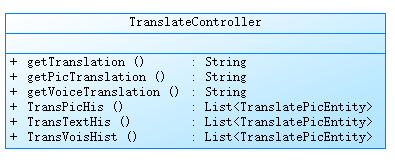 TranslateController
+ getTranslation () : String
+ getPicTranslation () : String
+ getVoiceTranslation () : String
+ TransPicHis () : List<TranslatePicEntity>
+ TransTextHis () : List<TranslatePicEntity>
+ TransVoisHist () : List<TranslatePicEntity>